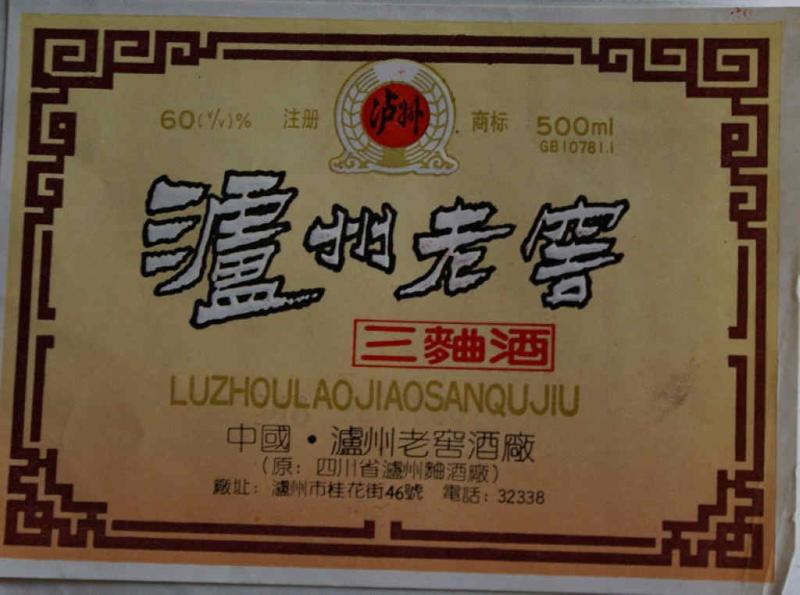 60(V/V)% 注册 泸州 商标 500ml
GB10781.1
瀘州老窖
三麯酒
LUZHOULAOJIAOSANQUJIU
中國·瀘州老窖酒廠
(原: 四川省瀘州麯酒廠)
廠址: 瀘州市桂花街46號 電話: 32338